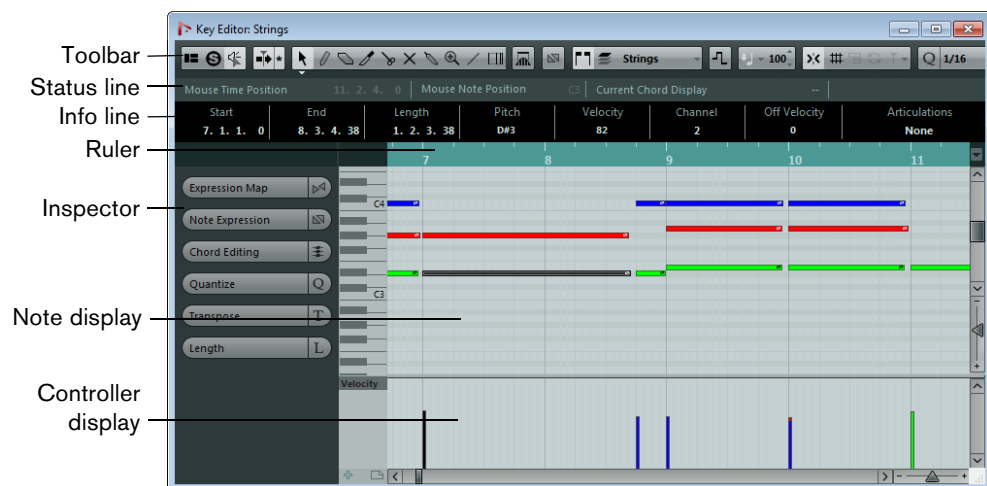 Key Editor: Strings
Toolbar
S
Strings
100
Q 1/16
Status line
Mouse Time Position 11. 2. 4. 0 Mouse Note Position C3 Current Chord Display --
Info line
Start End Length Pitch Velocity Channel Off Velocity Articulations
7. 1. 1. 0 8. 3. 4. 38 1. 2. 3. 38 D#3 82 2 0 None
Ruler
7 8 9 10 11
Inspector
Expression Map
C4
Note Expression
Chord Editing
Quantize Q
C3
Note display
Transpose T
Length L
Controller
display
Velocity